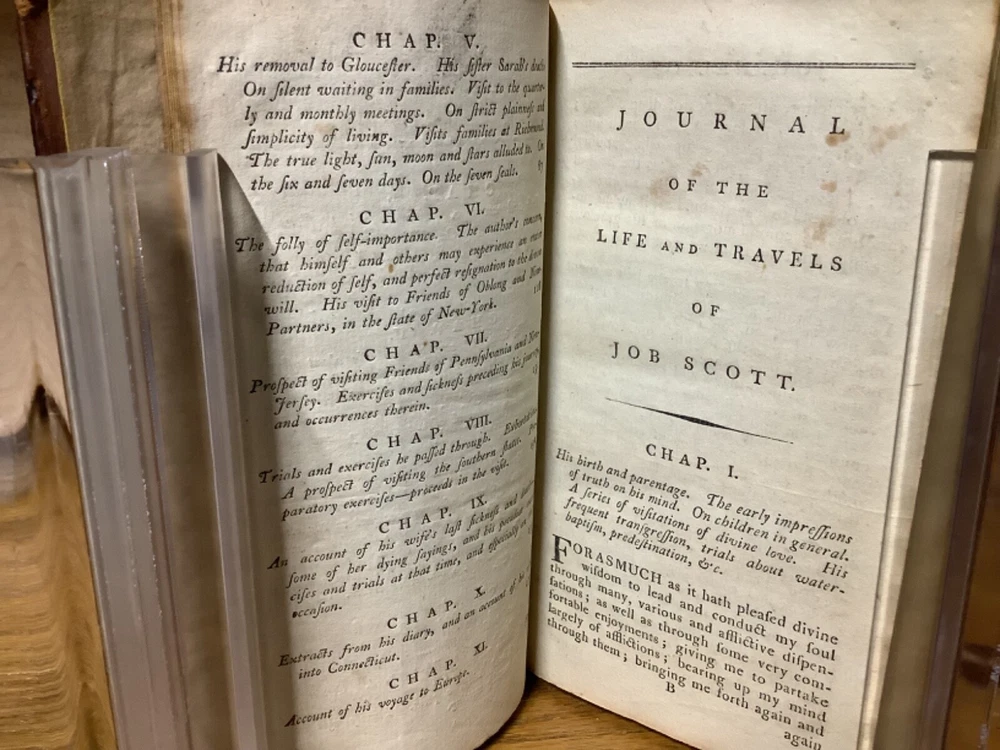 CHAP. V.
His removal to Gloucester. His ſiſter Sarah's death
On ſilent waiting in families. Viſit to the quarter-
ly and monthly meetings. On ſtrict plainneſs and
ſimplicity of living. Viſits families at Richmond.
The true light, ſun, moon and ſtars alluded to. On
the ſix and ſeven days. On the ſeven ſeals.
CHAP. VI.
The folly of ſelf-importance. The author's concern,
that himſelf and others may experience an entire
reduction of ſelf, and perfect reſignation to the divine
will. His viſit to Friends of Oblong and Nine
Partners, in the ſtate of New-York.
CHAP. VII.
Proſpect of viſiting Friends of Pennſylvania and New
Jerſey. Exerciſes and ſickneſs preceding his journey
and occurrences therein.
CHAP. VIII.
Trials and exerciſes he paſſed through.
A proſpect of viſiting the ſouthern ſtates.
paratory exerciſes—proceeds in the viſit.
CHAP. IX.
An account of his wife's laſt ſickneſs and
ſome of her dying ſayings, and his peculiar
ciſes and trials at that time, and eſpecially on
occaſion.
CHAP. X.
Extracts from his diary, and an account of his
into Connecticut.
CHAP. XI.
Account of his voyage to Europe.
JOURNAL
OF THE
LIFE AND TRAVELS
OF
JOB SCOTT.
CHAP. I.
His birth and parentage. The early impreſſions
of truth on his mind. On children in general.
A ſeries of viſitations of divine love. His
frequent tranſgreſſion, trials about water-
baptiſm, predeſtination, &c.
FORASMUCH as it hath pleaſed divine
wiſdom to lead and conduct my ſoul
through many, various and afflictive diſpen-
ſations; as well as through ſome very com-
fortable enjoyments; giving me to partake
largely of afflictions; bearing up my mind
through them; bringing me forth again and
B
again